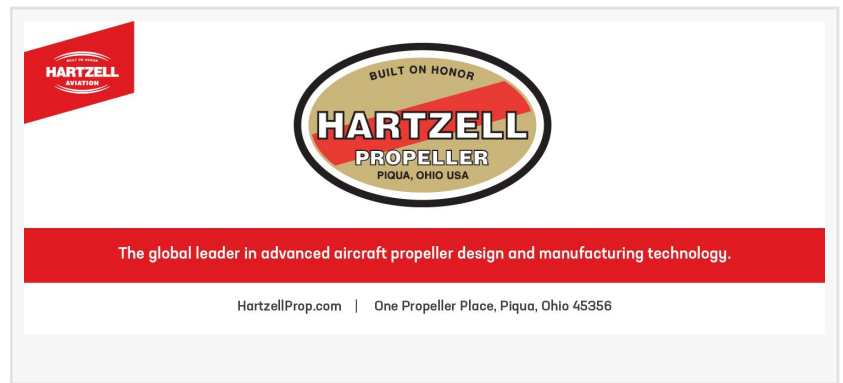 BUILT ON HONOR
HARTZELL
AVIATION
BUILT ON HONOR
HARTZELL
PROPELLER
PIQUA, OHIO USA
The global leader in advanced aircraft propeller design and manufacturing technology.
HartzellProp.com | One Propeller Place, Piqua, Ohio 45356